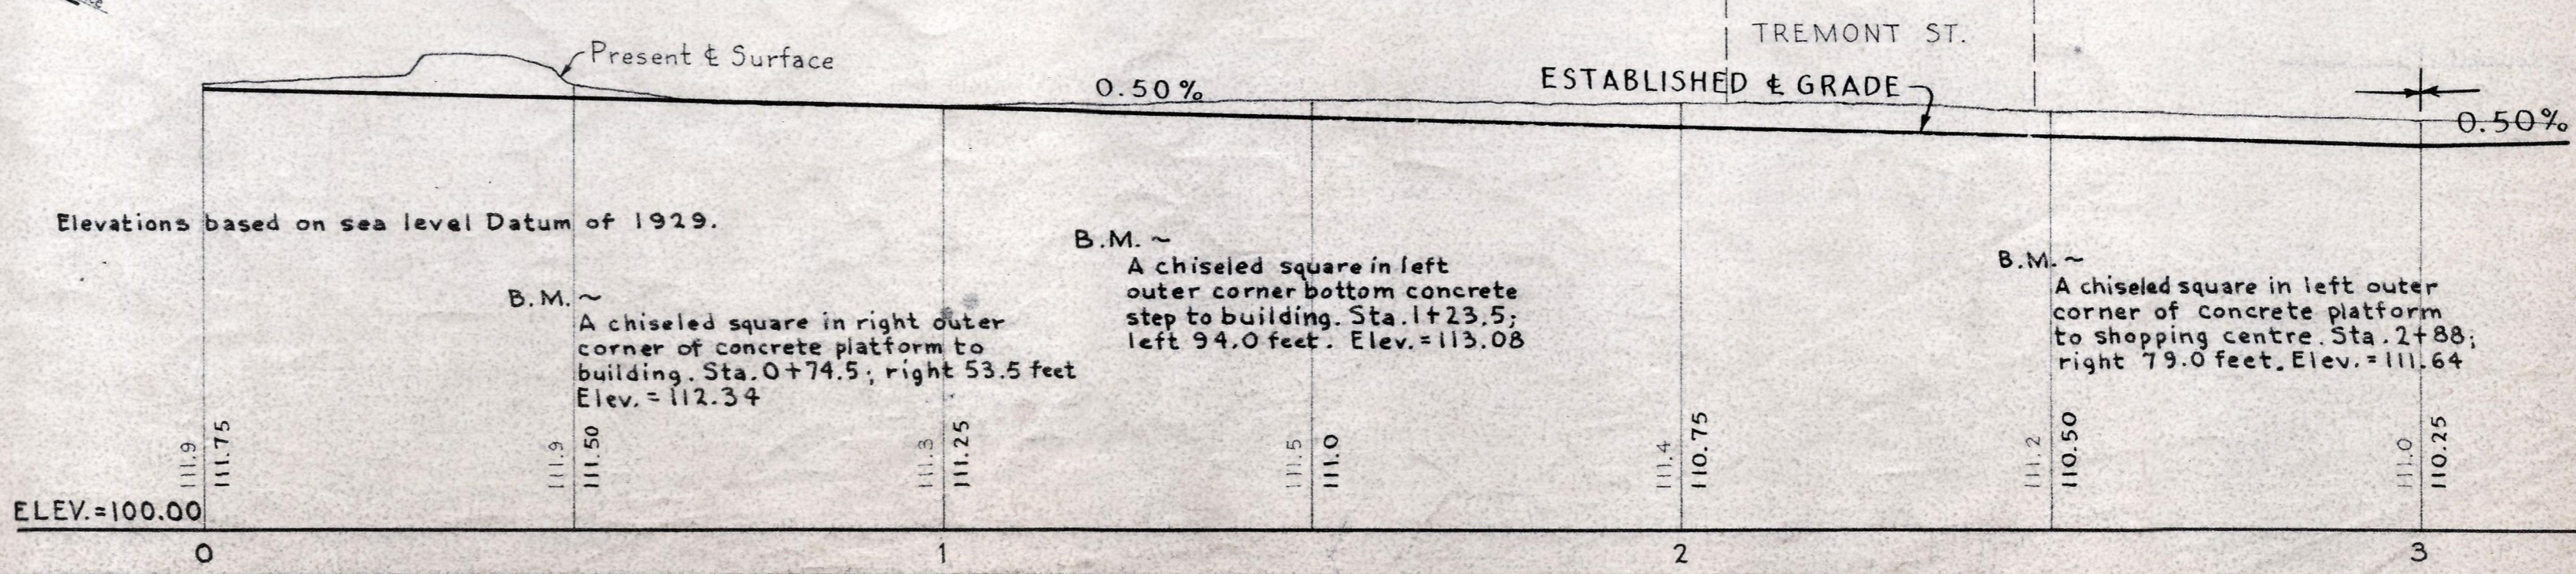 TREMONT ST.
Present ℄ Surface
0.50%
ESTABLISHED ℄ GRADE
0.50%
Elevations based on sea level Datum of 1929.
B.M. ~
A chiseled square in right outer
corner of concrete platform to
building. Sta. 0+74.5; right 53.5 feet
Elev. = 112.34
B.M. ~
A chiseled square in left
outer corner bottom concrete
step to building. Sta. 1+23.5;
left 94.0 feet. Elev. = 113.08
B.M. ~
A chiseled square in left outer
corner of concrete platform
to shopping centre. Sta. 2+88;
right 79.0 feet. Elev. = 111.64
111.9
111.75
111.9
111.50
111.3
111.25
111.5
111.0
111.4
110.75
111.2
110.50
111.0
110.25
ELEV.=100.00
0
1
2
3